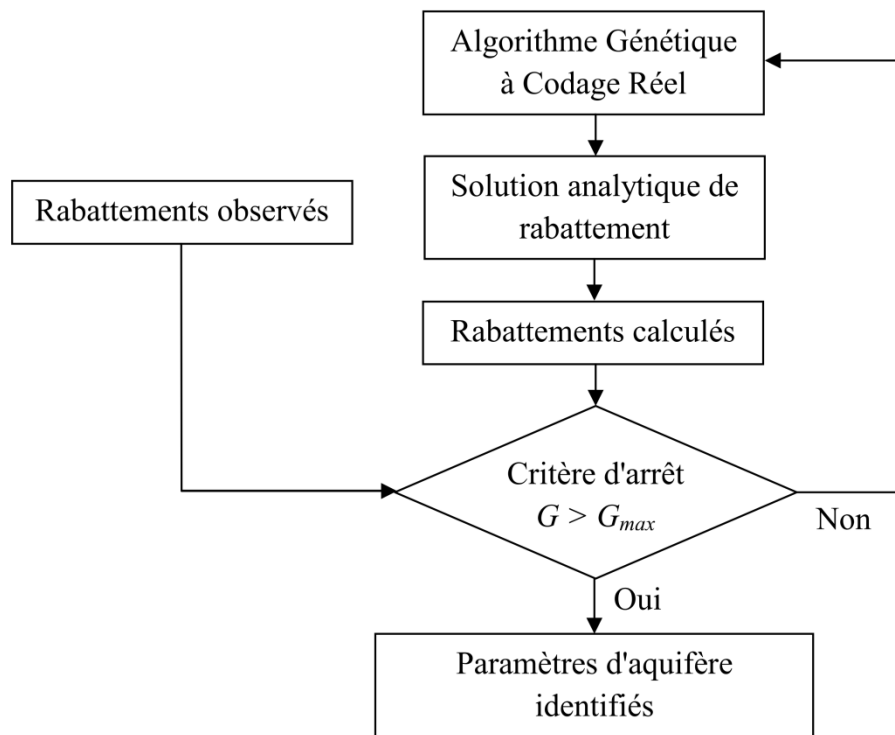 Algorithme Génétique
à Codage Réel
Solution analytique de
rabattement
Rabattements observés
Rabattements calculés
Critère d'arrêt
G > Gmax
Non
Oui
Paramètres d'aquifère
identifiés